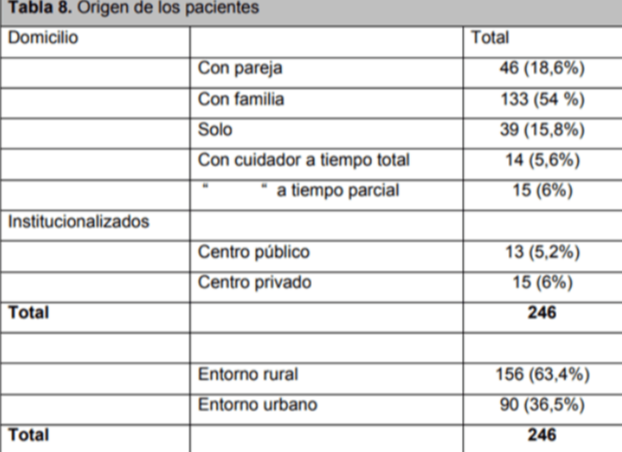 Tabla 8. Origen de los pacientes
Domicilio Total
Con pareja 46 (18,6%)
Con familia 133 (54 %)
Solo 39 (15,8%)
Con cuidador a tiempo total 14 (5,6%)
“ “ a tiempo parcial 15 (6%)
Institucionalizados
Centro público 13 (5,2%)
Centro privado 15 (6%)
Total 246
Entorno rural 156 (63,4%)
Entorno urbano 90 (36,5%)
Total 246